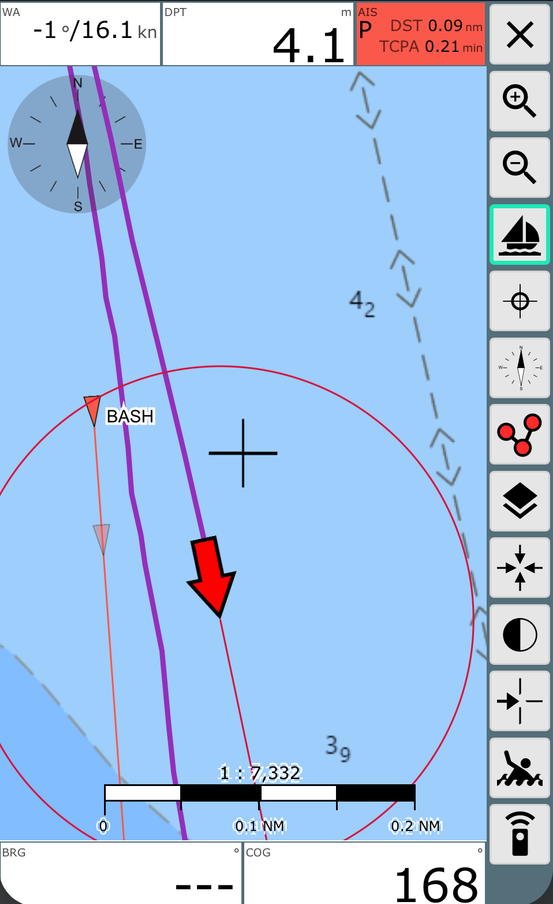 WA
-1 °/16.1 kn
DPT
m
4.1
AIS
P
DST 0.09 nm
TCPA 0.21 min
N
W
E
S
4₂
BASH
3₉
1 : 7,332
0
0.1 NM
0.2 NM
BRG
°
---
COG
°
168
N
W
E
S